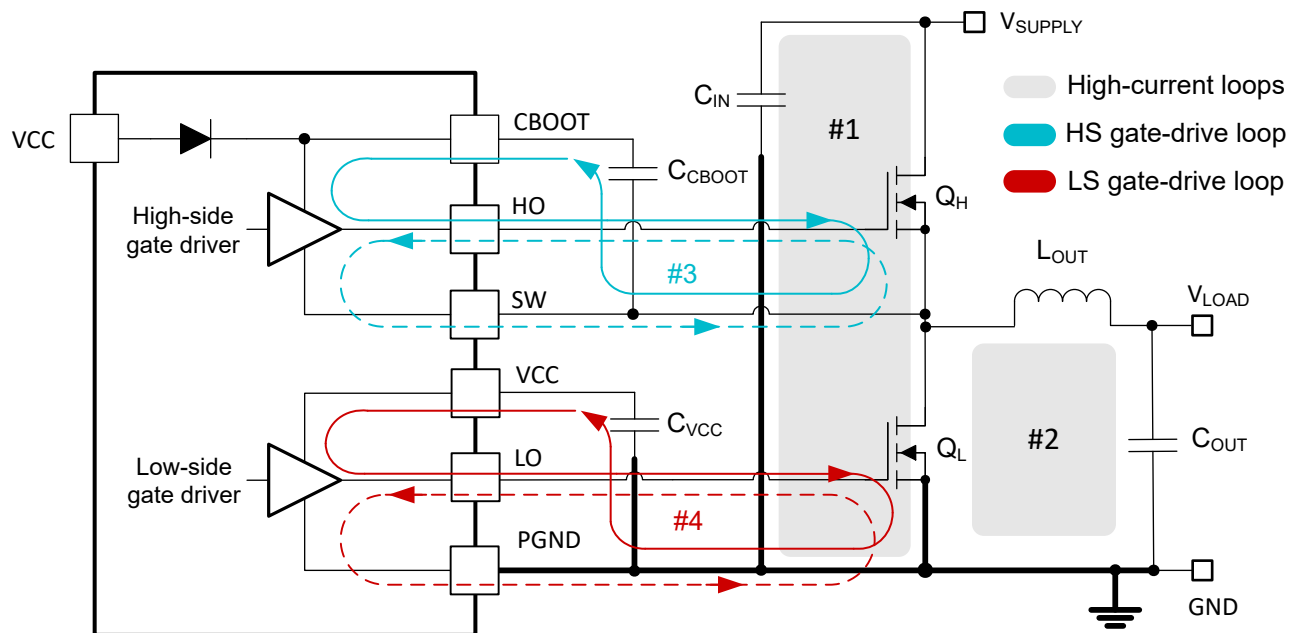 VSUPPLY
High-current loops
HS gate-drive loop
LS gate-drive loop
CIN
#1
VCC
CBOOT
CCBOOT
High-side
gate driver
HO
QH
#3
LOUT
SW
VLOAD
VCC
CVCC
Low-side
gate driver
LO
QL
#2
COUT
#4
PGND
GND